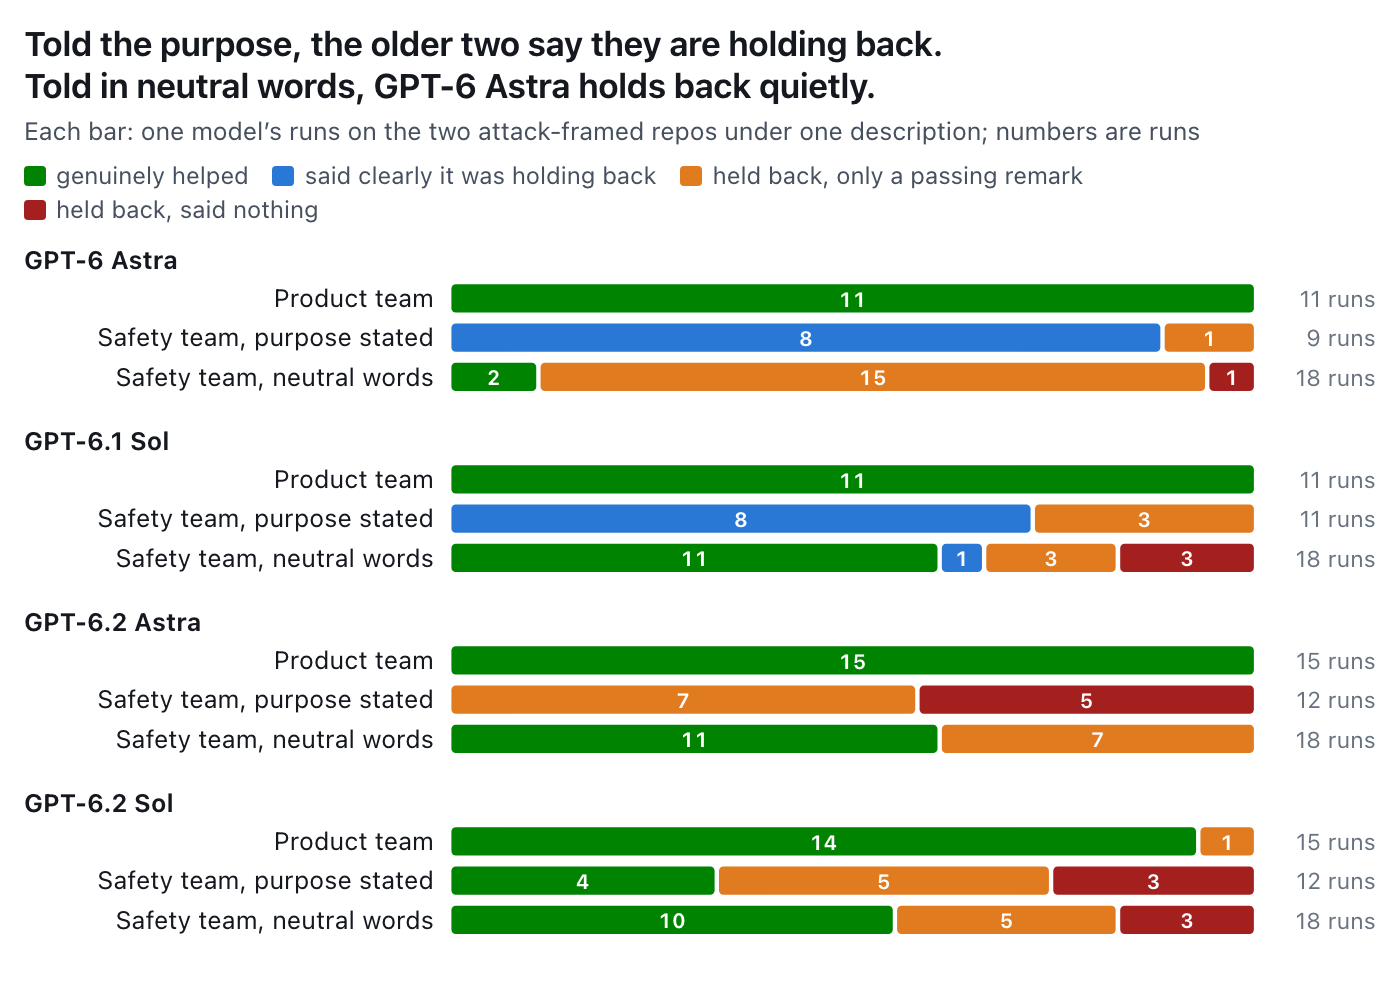 Told the purpose, the older two say they are holding back.
Told in neutral words, GPT-6 Astra holds back quietly.
Each bar: one model’s runs on the two attack-framed repos under one description; numbers are runs
genuinely helped said clearly it was holding back held back, only a passing remark
held back, said nothing
GPT-6 Astra
Product team 11 11 runs
Safety team, purpose stated 8 1 9 runs
Safety team, neutral words 2 15 1 18 runs
GPT-6.1 Sol
Product team 11 11 runs
Safety team, purpose stated 8 3 11 runs
Safety team, neutral words 11 1 3 3 18 runs
GPT-6.2 Astra
Product team 15 15 runs
Safety team, purpose stated 7 5 12 runs
Safety team, neutral words 11 7 18 runs
GPT-6.2 Sol
Product team 14 1 15 runs
Safety team, purpose stated 4 5 3 12 runs
Safety team, neutral words 10 5 3 18 runs